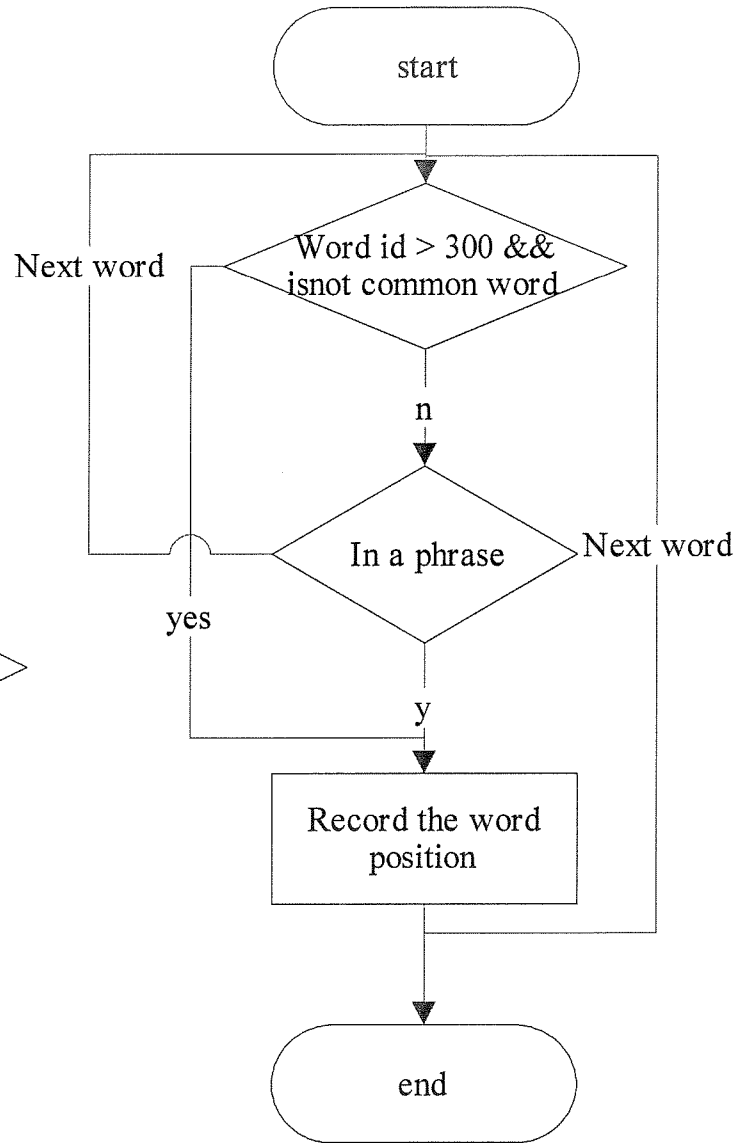 start
Next word
Word id > 300 &&
isnot common word
n
In a phrase
Next word
yes
y
Record the word
position
end